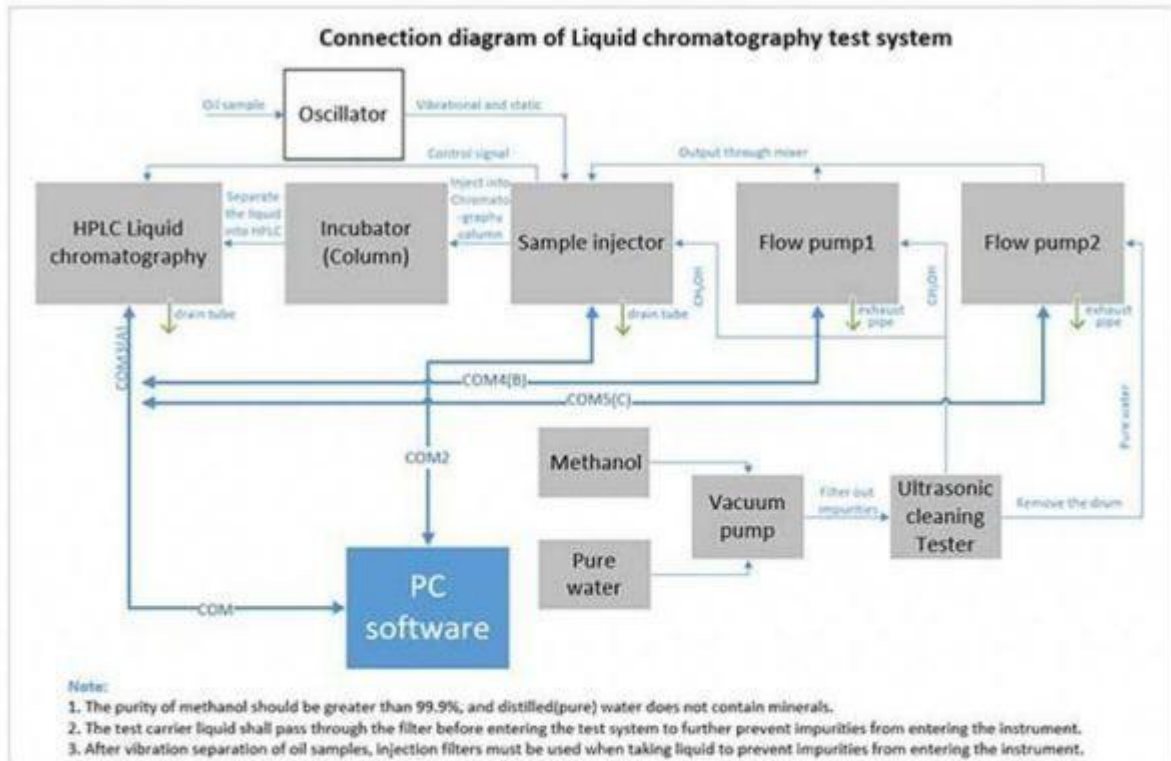 Connection diagram of Liquid chromatography test system
Oil sample
Oscillator
Vibrational and static
Control signal
Output through mixer
HPLC Liquid
chromatography
Separate
the liquid
into HPLC
Incubator
(Column)
Inject into
Chromato
-graphy
column
Sample injector
Flow pump1
Flow pump2
CH₃OH
CH₃OH
drain tube
drain tube
exhaust
pipe
exhaust
pipe
COM4(B)
COM5(C)
COM2
Pure water
Methanol
Vacuum
pump
Filter out
impurities
Ultrasonic
cleaning
Tester
Remove the drum
Pure
water
COM
PC
software
Note:
1. The purity of methanol should be greater than 99.9%, and distilled(pure) water does not contain minerals.
2. The test carrier liquid shall pass through the filter before entering the test system to further prevent impurities from entering the instrument.
3. After vibration separation of oil samples, injection filters must be used when taking liquid to prevent impurities from entering the instrument.